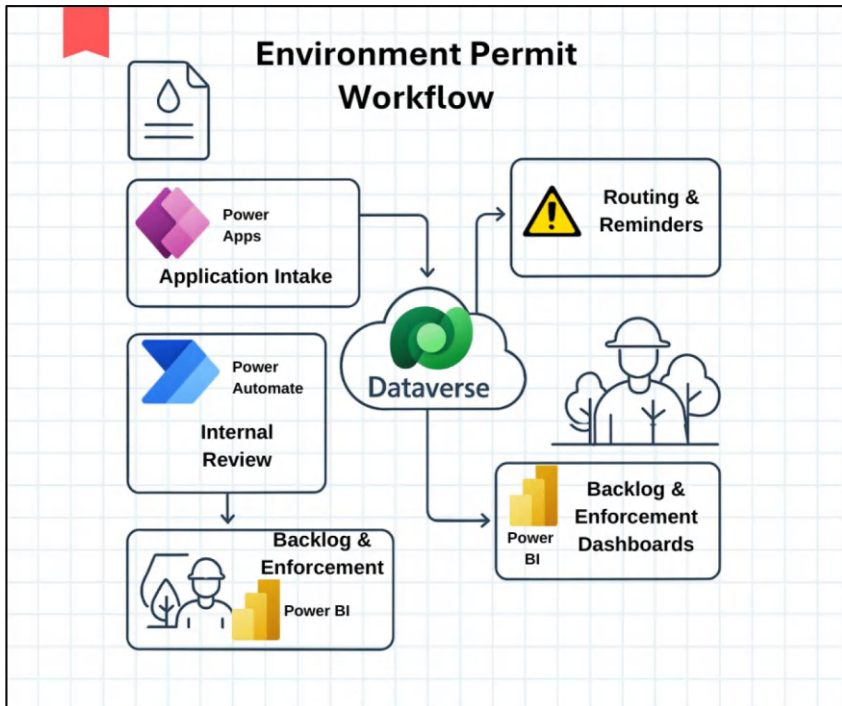 Environment Permit
Workflow
Power
Apps
Application Intake
Routing &
Reminders
Dataverse
Power
Automate
Internal
Review
Backlog &
Enforcement
Dashboards
Power
BI
Backlog &
Enforcement
Power BI